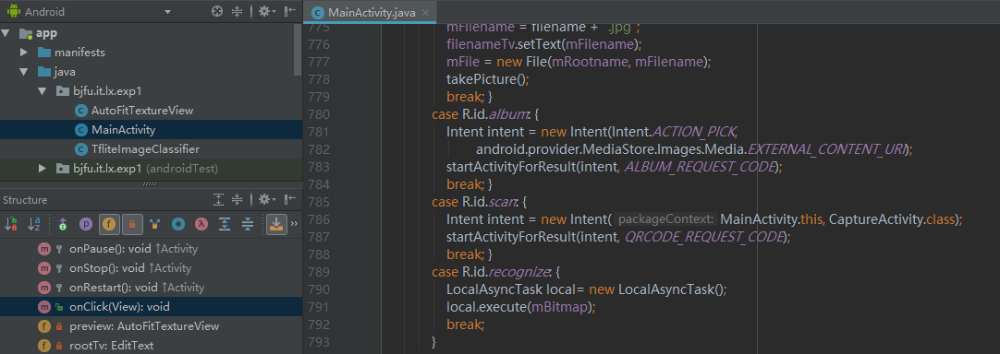 Android
app
manifests
java
bjfu.it.lx.exp1
AutoFitTextureView
MainActivity
TfliteImageClassifier
bjfu.it.lx.exp1 (androidTest)
Structure
onPause(): void ↑Activity
onStop(): void ↑Activity
onRestart(): void ↑Activity
onClick(View): void
preview: AutoFitTextureView
rootTv: EditText
MainActivity.java ×
775 mFilename = filename + ".jpg";
776 filenameTv.setText(mFilename);
777 mFile = new File(mRootname, mFilename);
778 takePicture();
779 break; }
780 case R.id.album: {
781 Intent intent = new Intent(Intent.ACTION_PICK,
782 android.provider.MediaStore.Images.Media.EXTERNAL_CONTENT_URI);
783 startActivityForResult(intent, ALBUM_REQUEST_CODE);
784 break; }
785 case R.id.scan: {
786 Intent intent = new Intent( packageContext: MainActivity.this, CaptureActivity.class);
787 startActivityForResult(intent, QRCODE_REQUEST_CODE);
788 break; }
789 case R.id.recognize: {
790 LocalAsyncTask local= new LocalAsyncTask();
791 local.execute(mBitmap);
792 break;
793 }